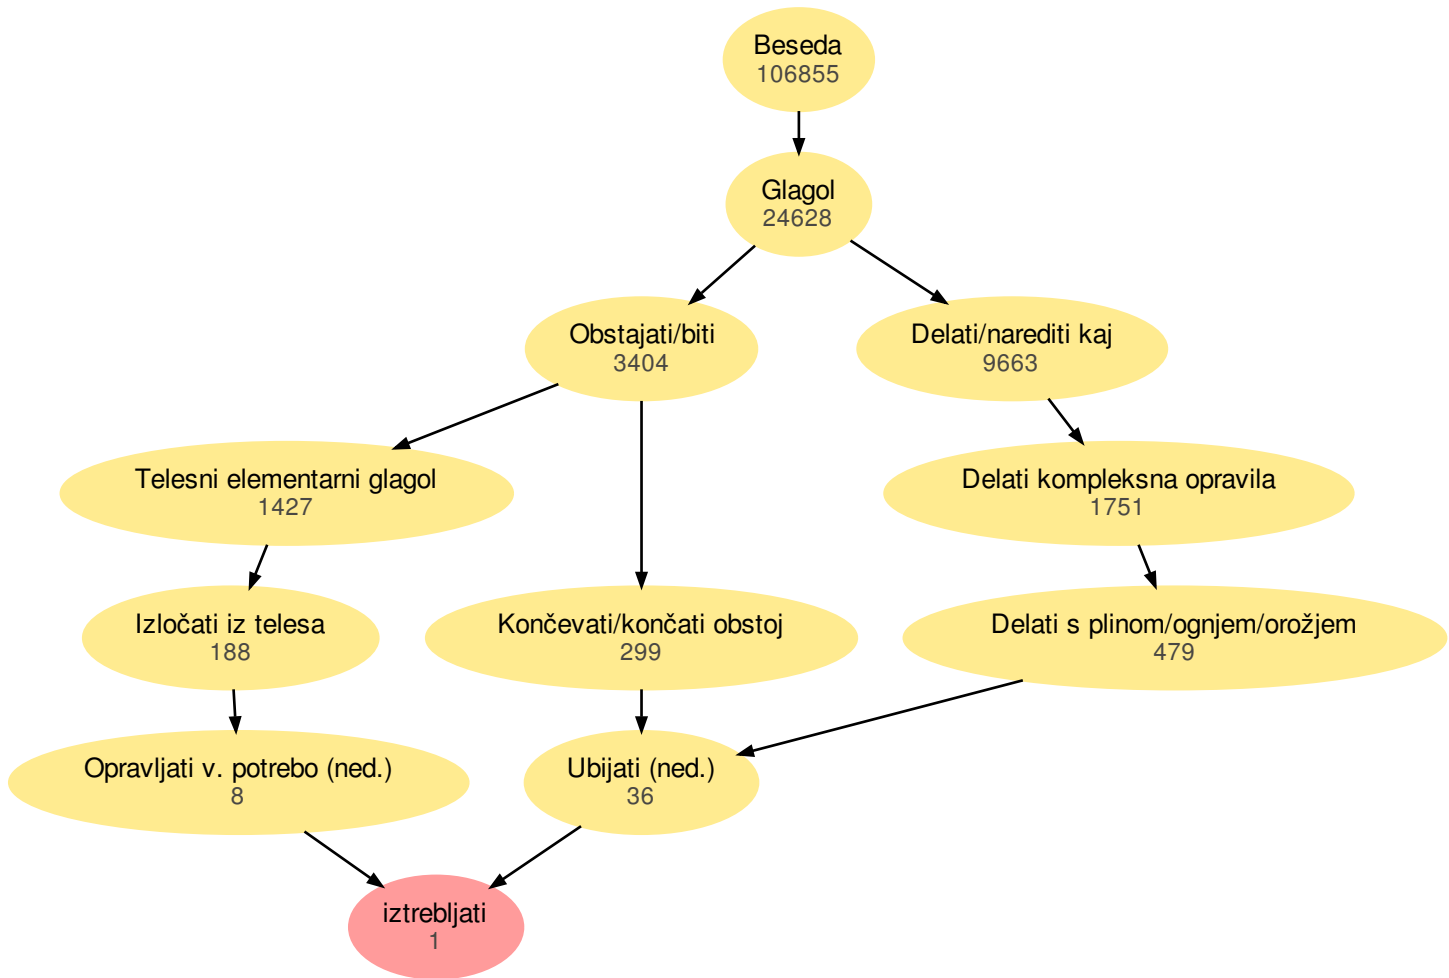 Beseda
106855
Glagol
24628
Obstajati/biti
3404
Delati/narediti kaj
9663
Telesni elementarni glagol
1427
Delati kompleksna opravila
1751
Izločati iz telesa
188
Končevati/končati obstoj
299
Delati s plinom/ognjem/orožjem
479
Opravljati v. potrebo (ned.)
8
Ubijati (ned.)
36
iztrebljati
1